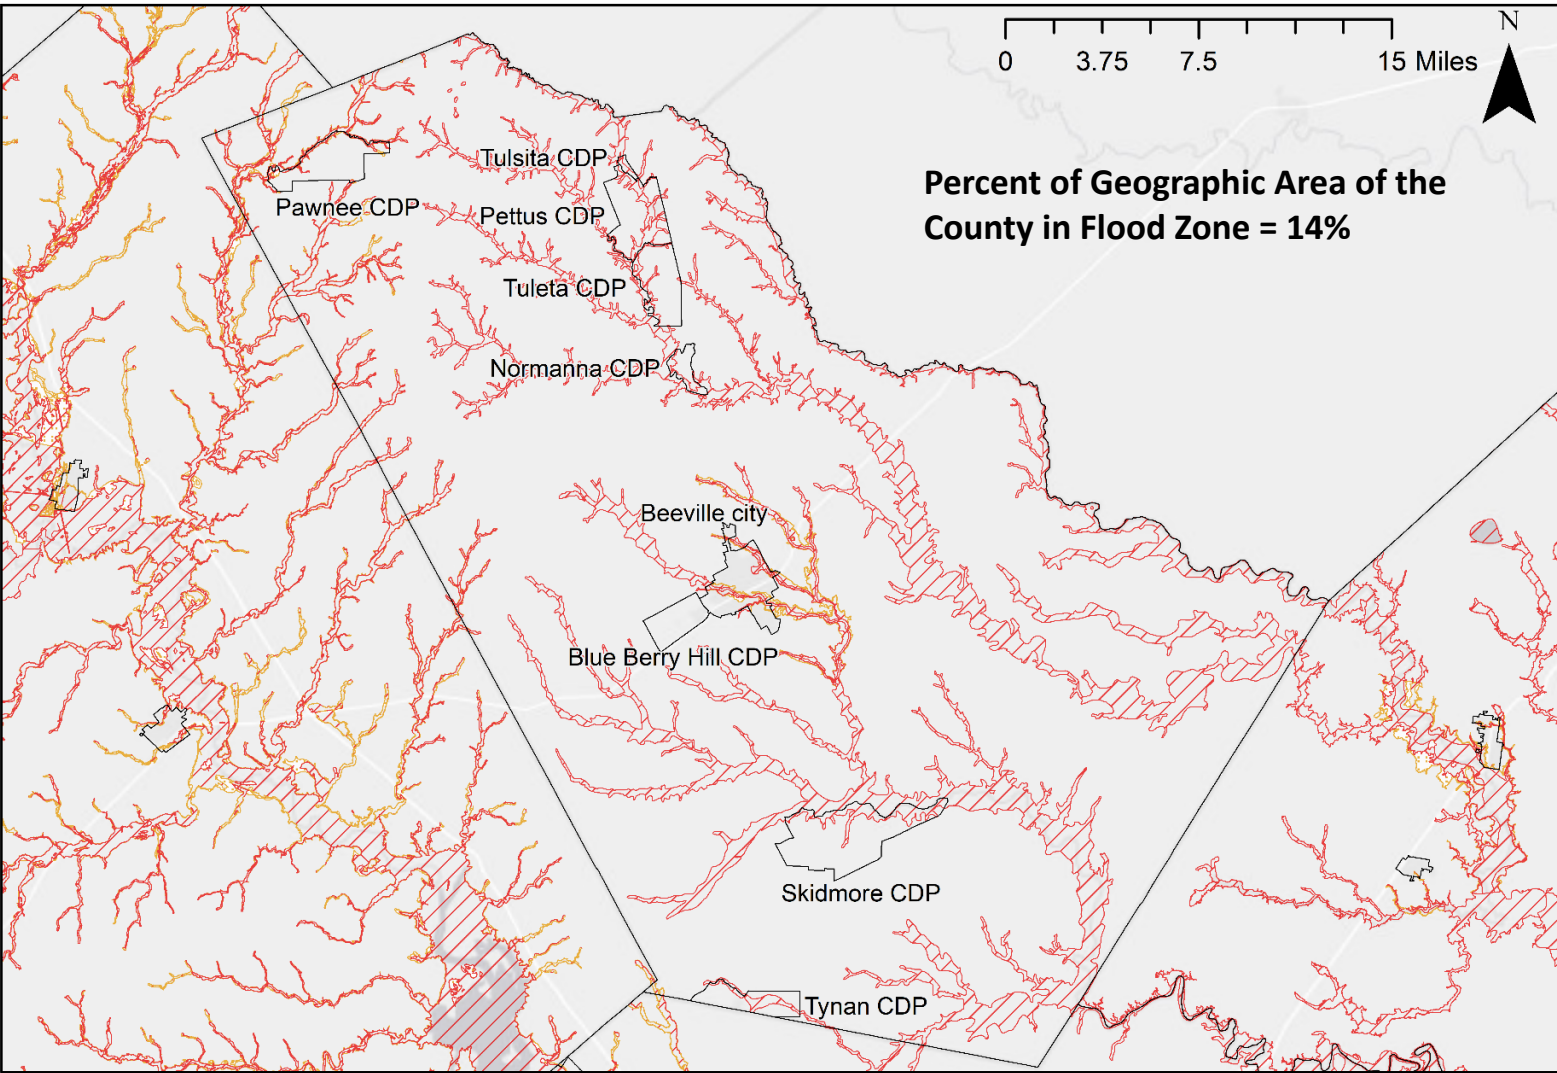 N
0 3.75 7.5 15 Miles
Percent of Geographic Area of the
County in Flood Zone = 14%
Tulsita CDP
Pawnee CDP
Pettus CDP
Tuleta CDP
Normanna CDP
Beeville city
Blue Berry Hill CDP
Skidmore CDP
Tynan CDP